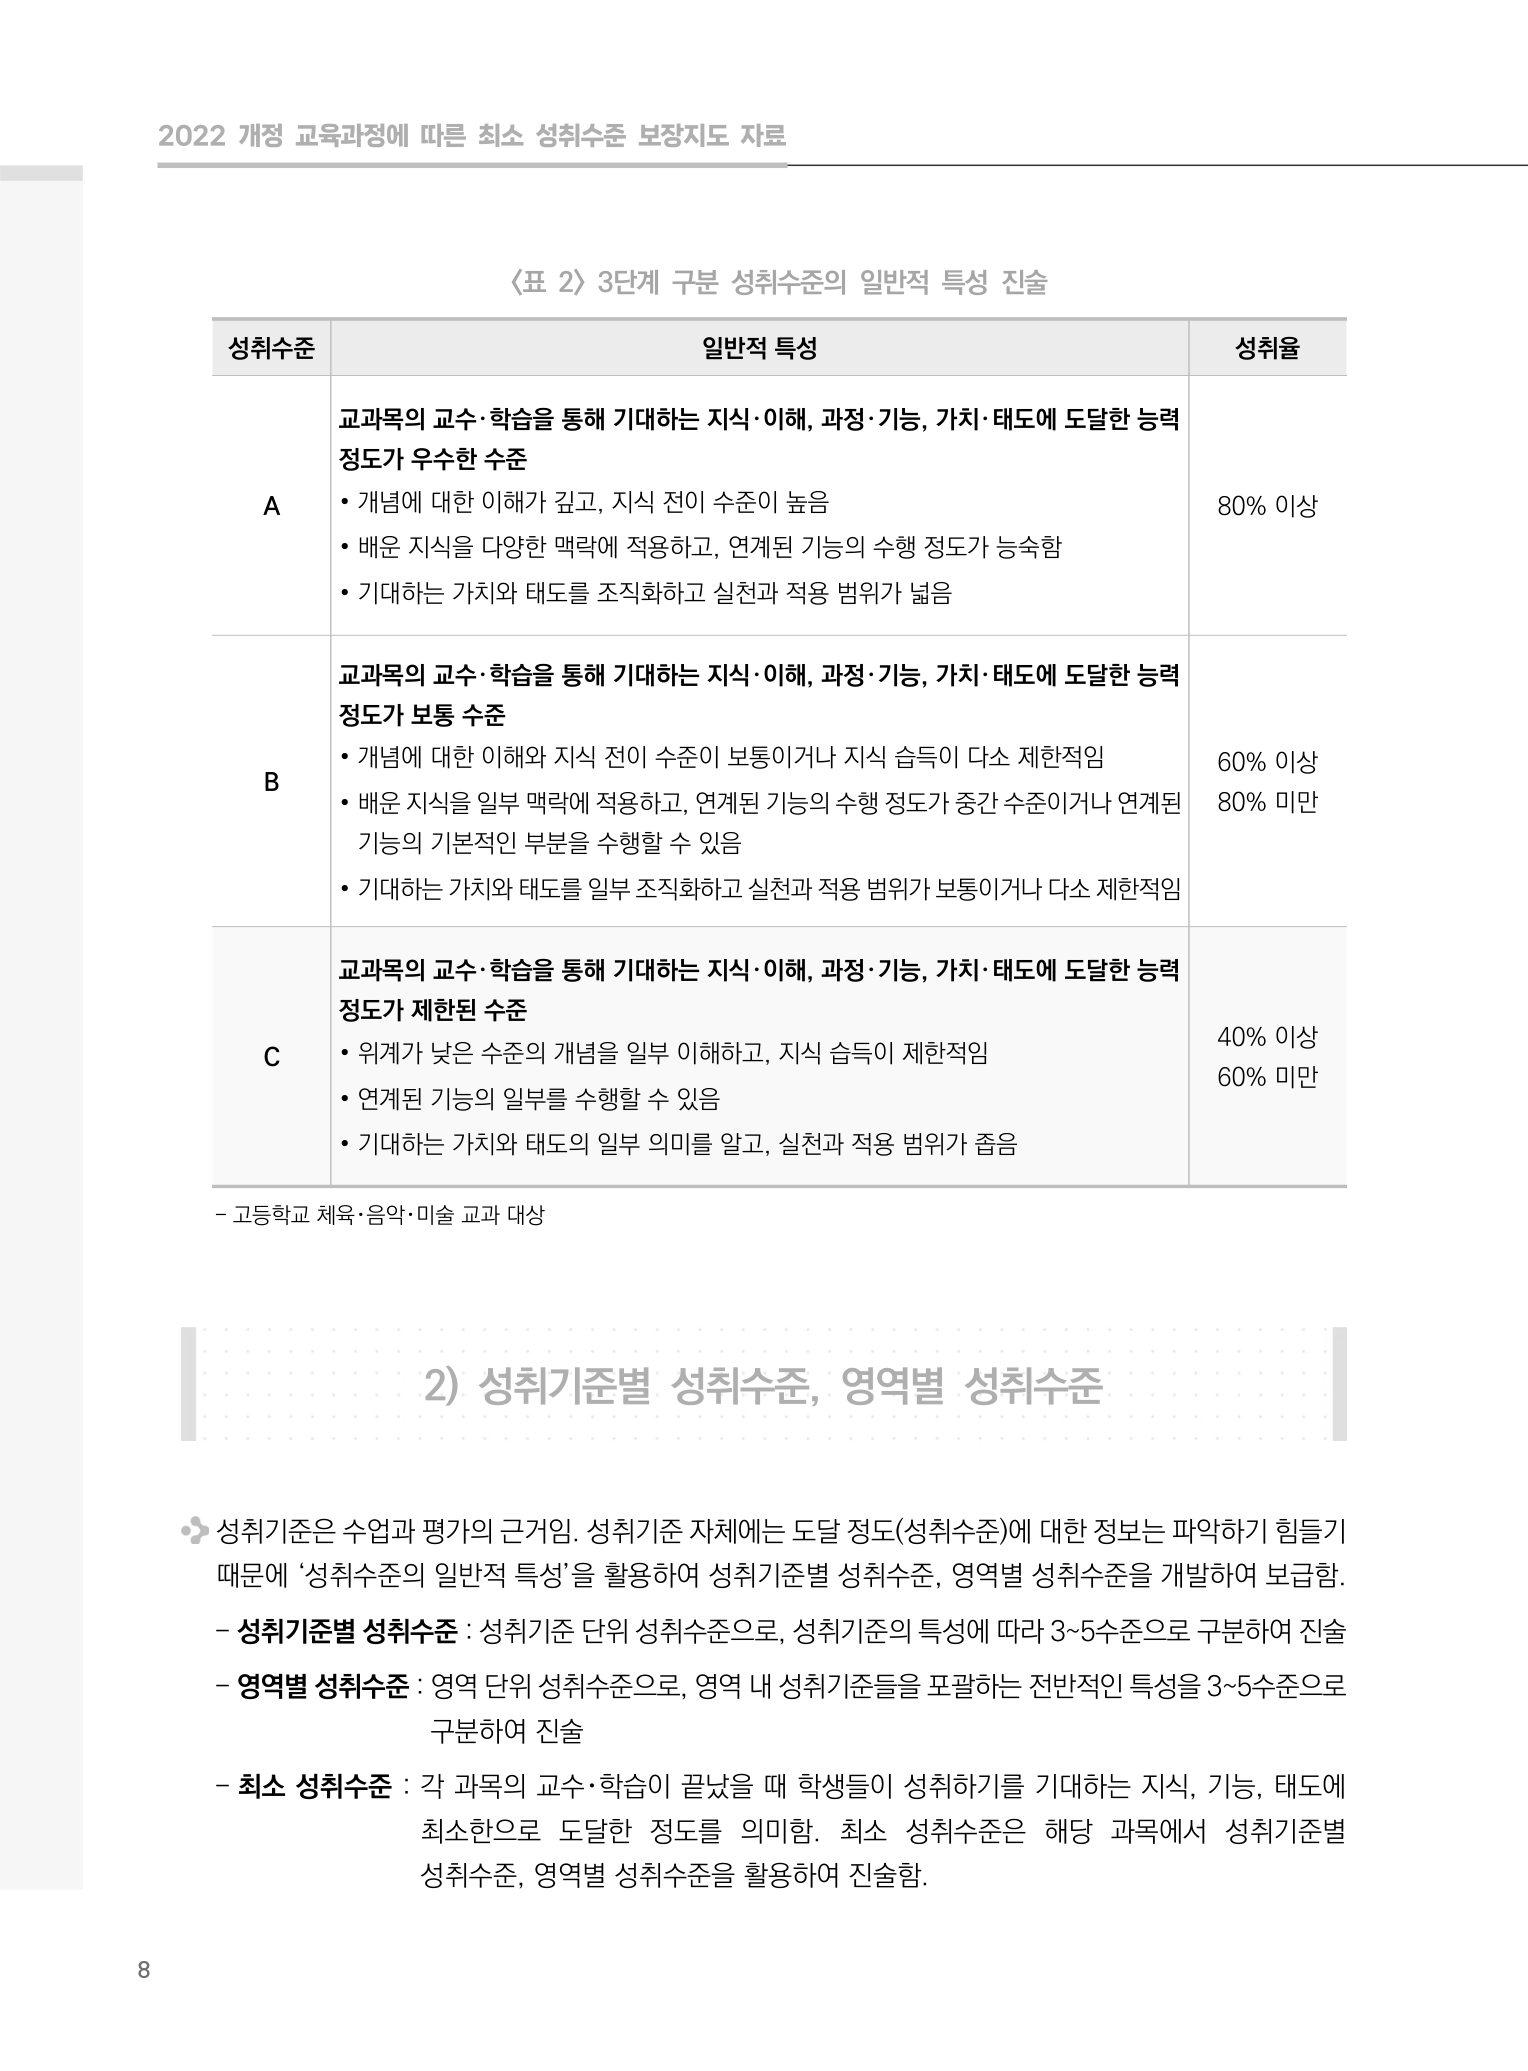 2022 개정 교육과정에 따른 최소 성취수준 보장지도 자료
〈표 2〉 3단계 구분 성취수준의 일반적 특성 진술
성취수준 일반적 특성 성취율
교과목의 교수·학습을 통해 기대하는 지식·이해, 과정·기능, 가치·태도에 도달한 능력
정도가 우수한 수준
• 개념에 대한 이해가 깊고, 지식 전이 수준이 높음
A
80% 이상
• 배운 지식을 다양한 맥락에 적용하고, 연계된 기능의 수행 정도가 능숙함
• 기대하는 가치와 태도를 조직화하고 실천과 적용 범위가 넓음
교과목의 교수·학습을 통해 기대하는 지식·이해, 과정·기능, 가치·태도에 도달한 능력
정도가 보통 수준
• 개념에 대한 이해와 지식 전이 수준이 보통이거나 지식 습득이 다소 제한적임
B
60% 이상
80% 미만
• 배운 지식을 일부 맥락에 적용하고, 연계된 기능의 수행 정도가 중간 수준이거나 연계된
기능의 기본적인 부분을 수행할 수 있음
• 기대하는 가치와 태도를 일부 조직화하고 실천과 적용 범위가 보통이거나 다소 제한적임
교과목의 교수·학습을 통해 기대하는 지식·이해, 과정·기능, 가치·태도에 도달한 능력
정도가 제한된 수준
C
• 위계가 낮은 수준의 개념을 일부 이해하고, 지식 습득이 제한적임
40% 이상
60% 미만
• 연계된 기능의 일부를 수행할 수 있음
• 기대하는 가치와 태도의 일부 의미를 알고, 실천과 적용 범위가 좁음
– 고등학교 체육·음악·미술 교과 대상
2) 성취기준별 성취수준, 영역별 성취수준
성취기준은 수업과 평가의 근거임. 성취기준 자체에는 도달 정도(성취수준)에 대한 정보는 파악하기 힘들기
때문에 ‘성취수준의 일반적 특성’을 활용하여 성취기준별 성취수준, 영역별 성취수준을 개발하여 보급함.
– 성취기준별 성취수준 : 성취기준 단위 성취수준으로, 성취기준의 특성에 따라 3~5수준으로 구분하여 진술
– 영역별 성취수준 : 영역 단위 성취수준으로, 영역 내 성취기준들을 포괄하는 전반적인 특성을 3~5수준으로
구분하여 진술
– 최소 성취수준 : 각 과목의 교수·학습이 끝났을 때 학생들이 성취하기를 기대하는 지식, 기능, 태도에
최소한으로 도달한 정도를 의미함. 최소 성취수준은 해당 과목에서 성취기준별
성취수준, 영역별 성취수준을 활용하여 진술함.
8